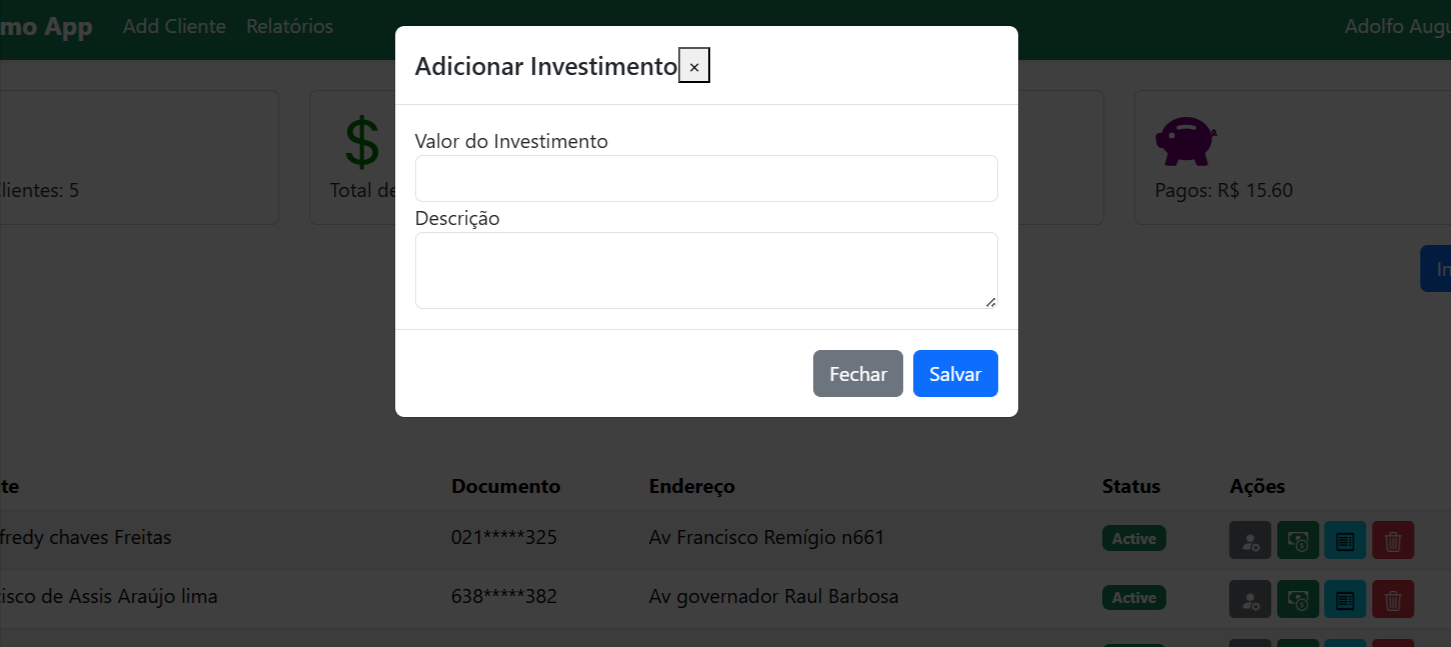 mo App Add Cliente Relatórios Adolfo Augu
Adicionar Investimento ×
Valor do Investimento
$
lientes: 5 Total de Pagos: R$ 15.60
Descrição
In
Fechar Salvar
te Documento Endereço Status Ações
fredy chaves Freitas 021*****325 Av Francisco Remígio n661 Active
isco de Assis Araújo lima 638*****382 Av governador Raul Barbosa Active